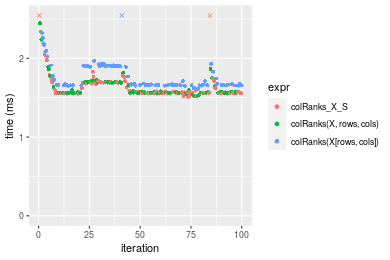 time (ms)
2
1
0
0
25
50
75
100
iteration
expr
colRanks_X_S
colRanks(X, rows, cols)
colRanks(X[rows, cols])